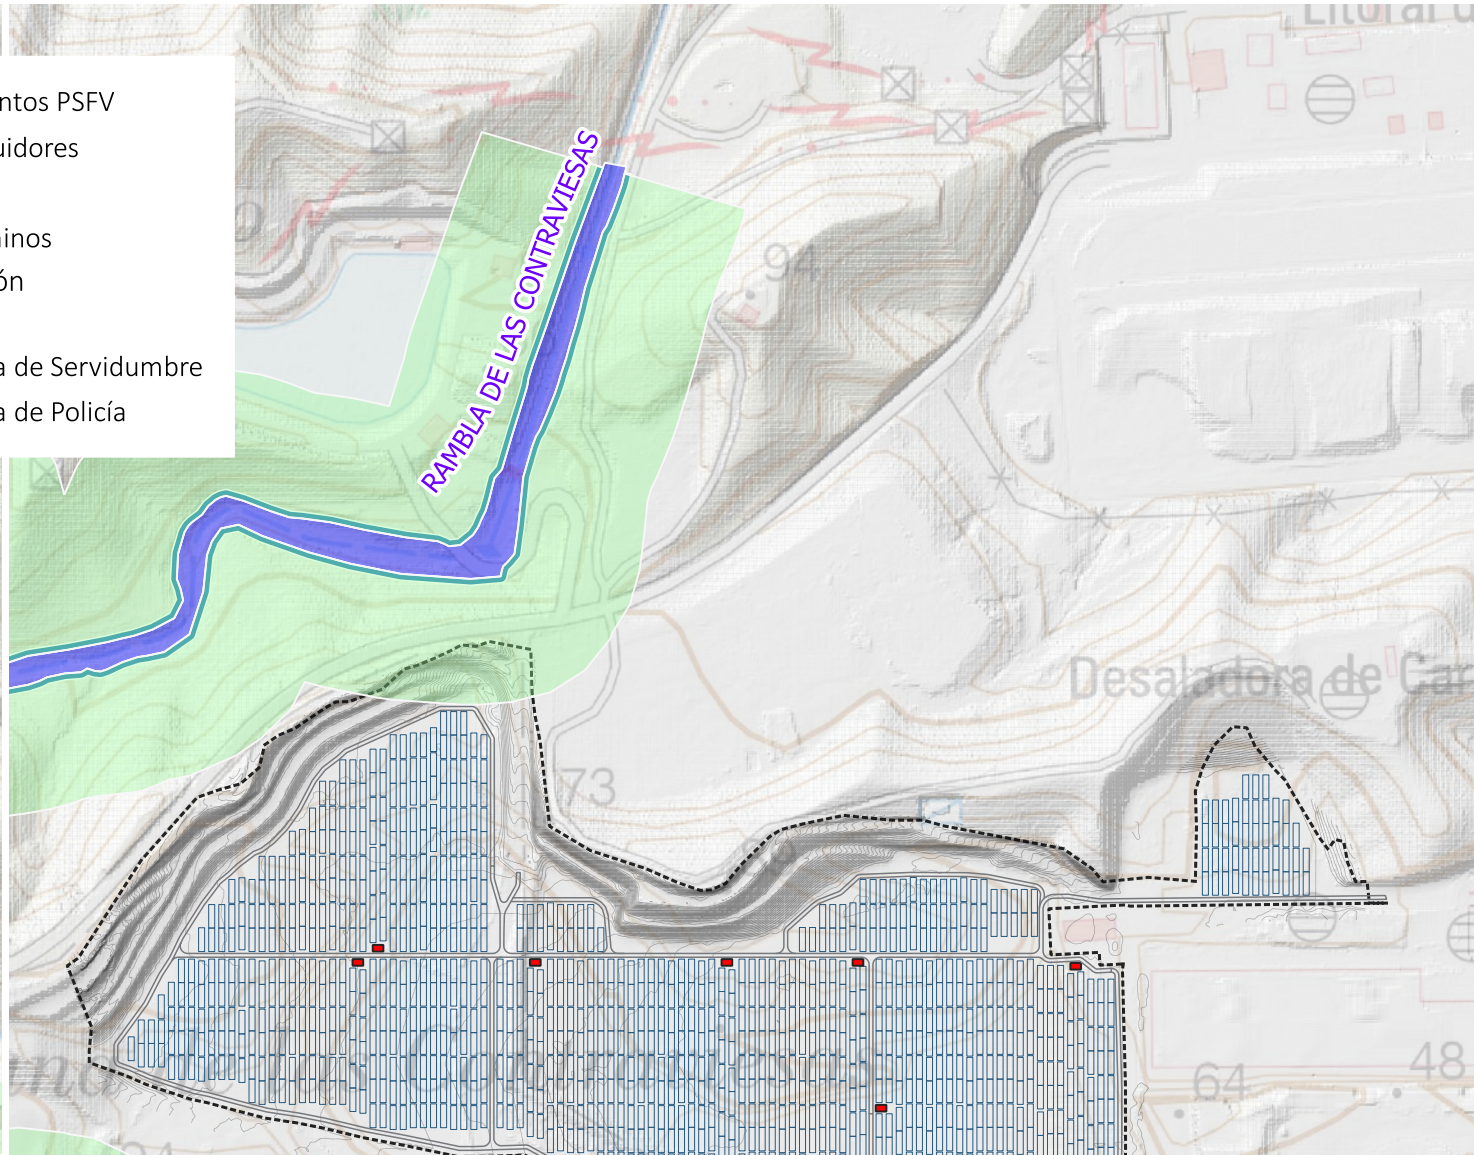 ntos PSFV
uidores
inos
ón
a de Servidumbre
a de Policía
RAMBLA DE LAS CONTRAVIESAS
94
Desaladora de Car
73
64
48